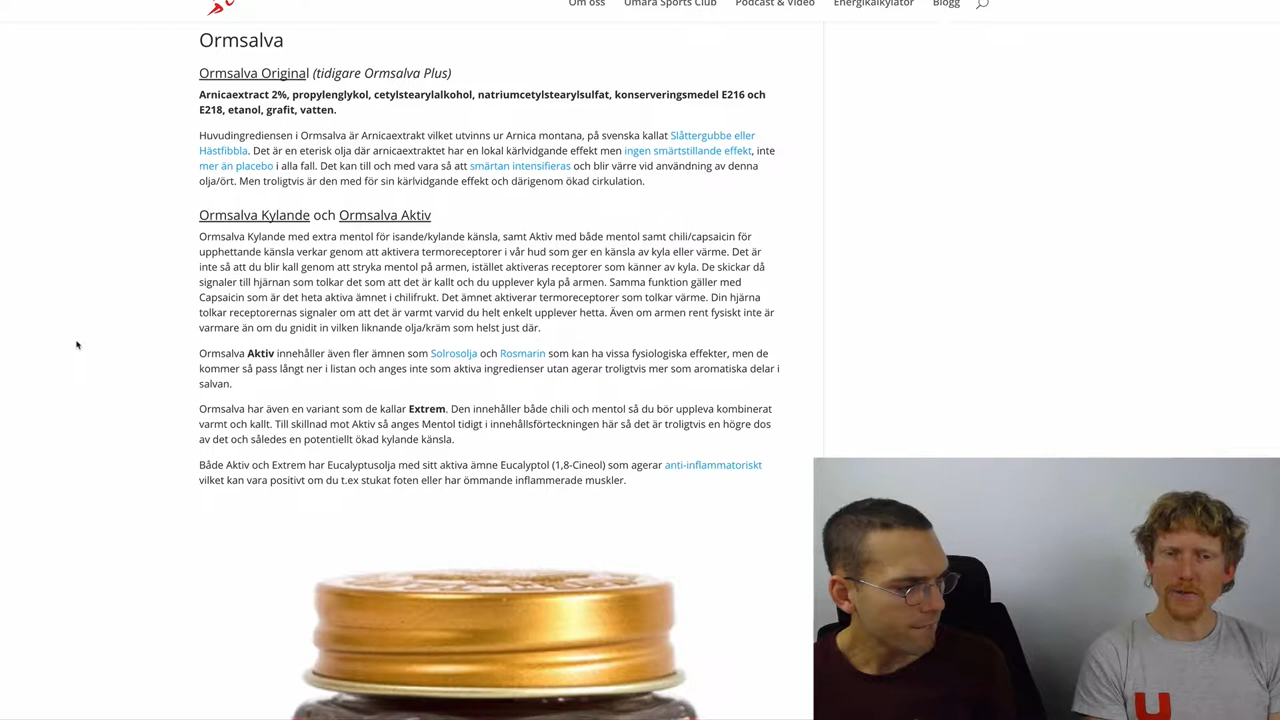 Om oss Umara Sports Club Podcast & Video Energikalkylator Blogg
Ormsalva
Ormsalva Original (tidigare Ormsalva Plus)
Arnicaextract 2%, propylenglykol, cetylstearylalkohol, natriumcetylstearylsulfat, konserveringsmedel E216 och
E218, etanol, grafit, vatten.
Huvudingrediensen i Ormsalva är Arnicaextrakt vilket utvinns ur Arnica montana, på svenska kallat Slåttergubbe eller
Hästfibbla. Det är en eterisk olja där arnicaextraktet har en lokal kärlvidgande effekt men ingen smärtstillande effekt, inte
mer än placebo i alla fall. Det kan till och med vara så att smärtan intensifieras och blir värre vid användning av denna
olja/ört. Men troligtvis är den med för sin kärlvidgande effekt och därigenom ökad cirkulation.
Ormsalva Kylande och Ormsalva Aktiv
Ormsalva Kylande med extra mentol för isande/kylande känsla, samt Aktiv med både mentol samt chili/capsaicin för
upphettande känsla verkar genom att aktivera termoreceptorer i vår hud som ger en känsla av kyla eller värme. Det är
inte så att du blir kall genom att stryka mentol på armen, istället aktiveras receptorer som känner av kyla. De skickar då
signaler till hjärnan som tolkar det som att det är kallt och du upplever kyla på armen. Samma funktion gäller med
Capsaicin som är det heta aktiva ämnet i chilifrukt. Det ämnet aktiverar termoreceptorer som tolkar värme. Din hjärna
tolkar receptorernas signaler om att det är varmt varvid du helt enkelt upplever hetta. Även om armen rent fysiskt inte är
varmare än om du gnidit in vilken liknande olja/kräm som helst just där.
Ormsalva Aktiv innehåller även fler ämnen som Solrosolja och Rosmarin som kan ha vissa fysiologiska effekter, men de
kommer så pass långt ner i listan och anges inte som aktiva ingredienser utan agerar troligtvis mer som aromatiska delar i
salvan.
Ormsalva har även en variant som de kallar Extrem. Den innehåller både chili och mentol så du bör uppleva kombinerat
varmt och kallt. Till skillnad mot Aktiv så anges Mentol tidigt i innehållsförteckningen här så det är troligtvis en högre dos
av det och således en potentiellt ökad kylande känsla.
Både Aktiv och Extrem har Eucalyptusolja med sitt aktiva ämne Eucalyptol (1,8-Cineol) som agerar anti-inflammatoriskt
vilket kan vara positivt om du t.ex stukat foten eller har ömmande inflammerade muskler.
u